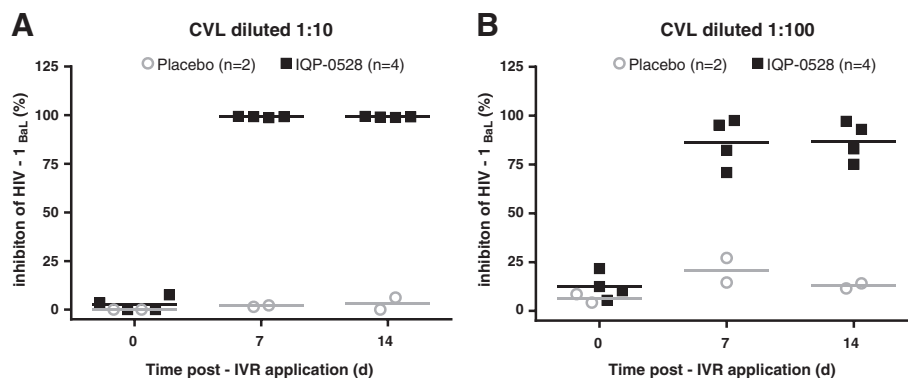 A
CVL diluted 1:10
Placebo (n=2) IQP-0528 (n=4)
inhibiton of HIV - 1 BaL (%)
125
100
75
50
25
0
0 7 14
Time post - IVR application (d)
B
CVL diluted 1:100
Placebo (n=2) IQP-0528 (n=4)
inhibiton of HIV - 1 BaL (%)
125
100
75
50
25
0
0 7 14
Time post - IVR application (d)